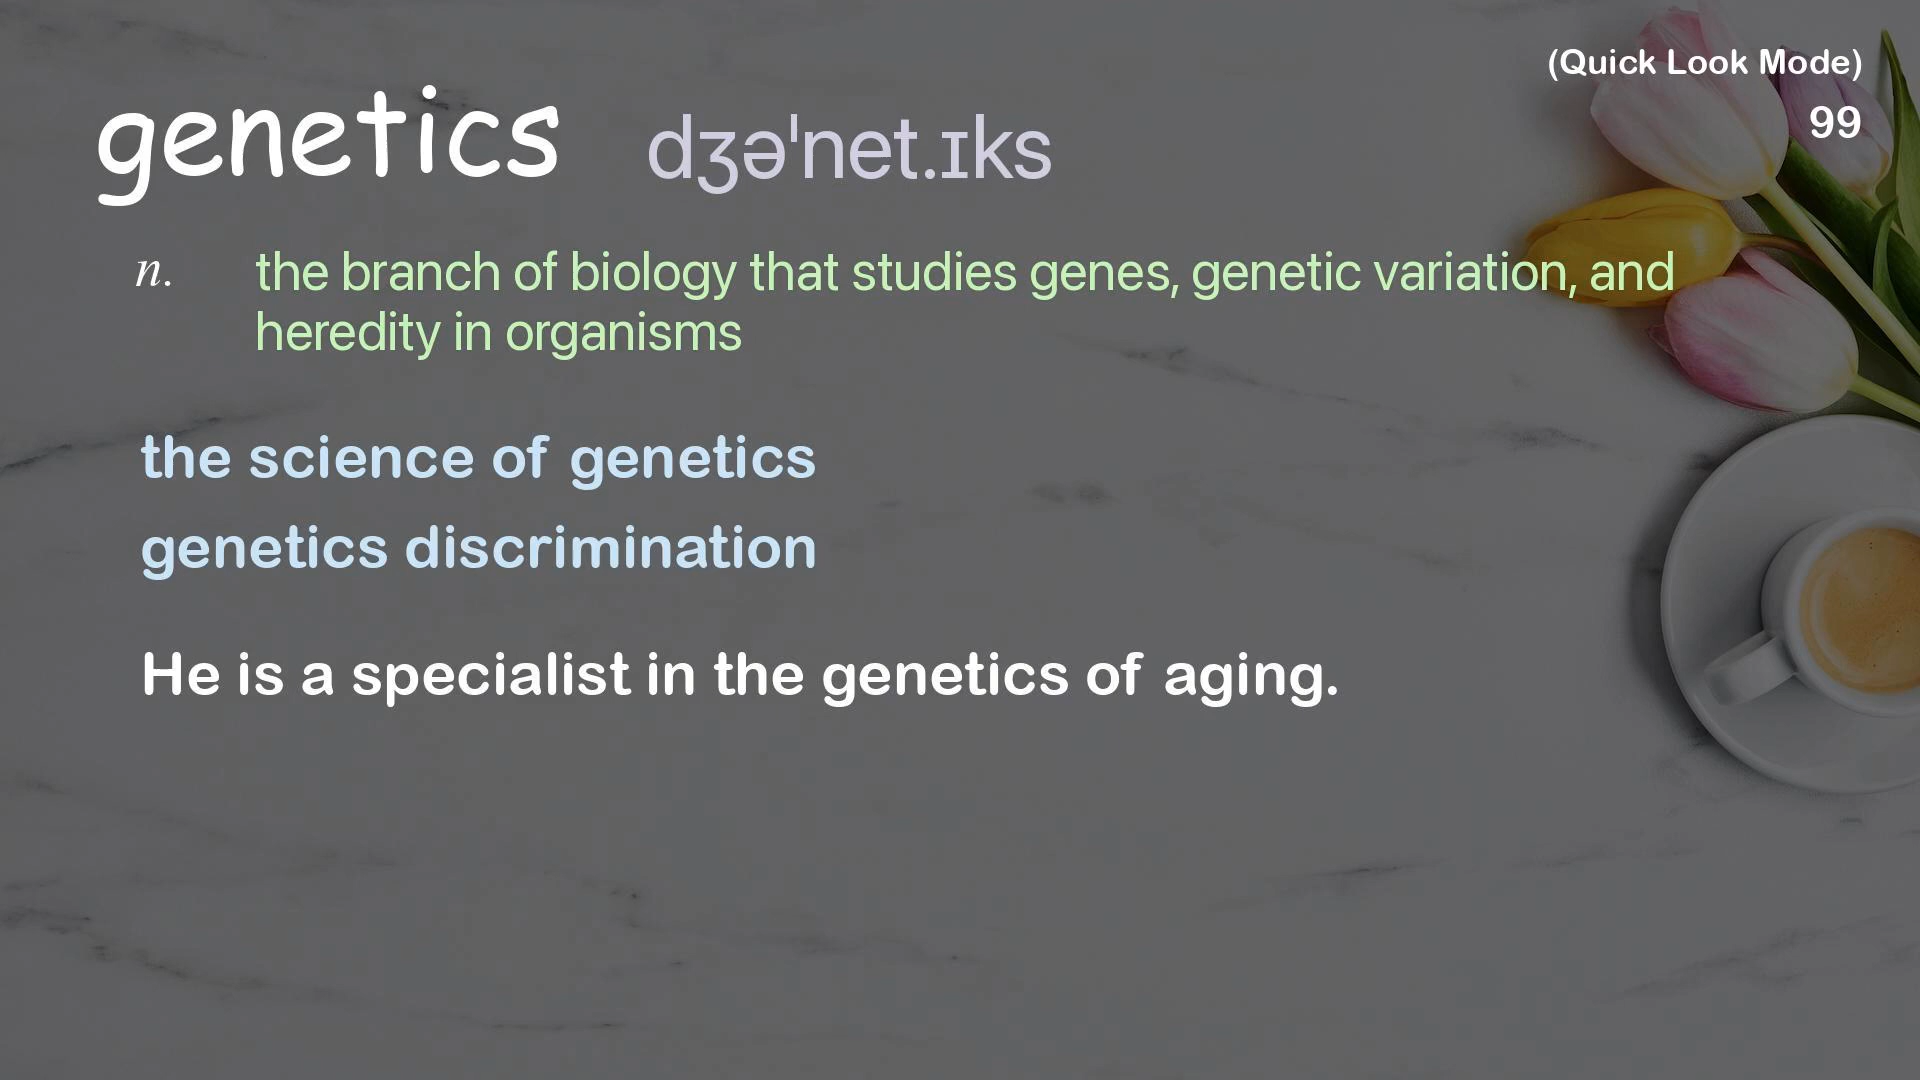 (Quick Look Mode)
99
genetics dʒəˈnet.ɪks
n. the branch of biology that studies genes, genetic variation, and
heredity in organisms
the science of genetics
genetics discrimination
He is a specialist in the genetics of aging.